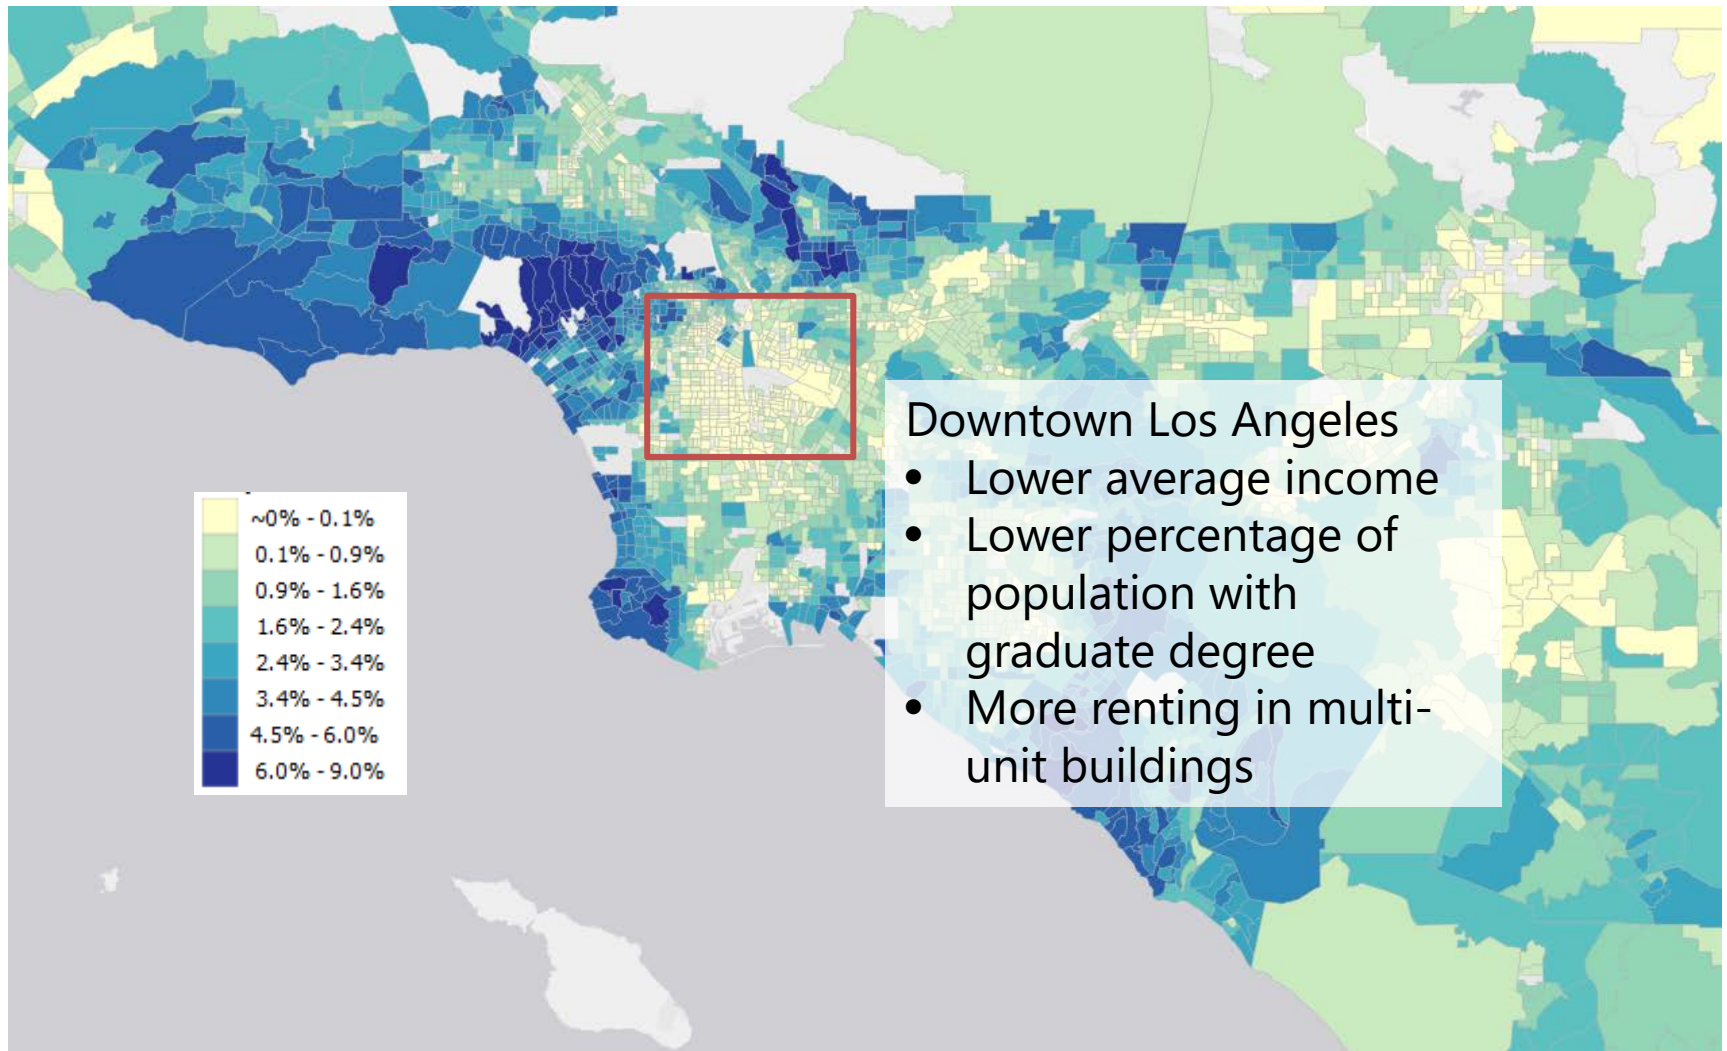 Downtown Los Angeles
• Lower average income
• Lower percentage of
population with
graduate degree
• More renting in multi-
unit buildings
~0% - 0.1%
0.1% - 0.9%
0.9% - 1.6%
1.6% - 2.4%
2.4% - 3.4%
3.4% - 4.5%
4.5% - 6.0%
6.0% - 9.0%